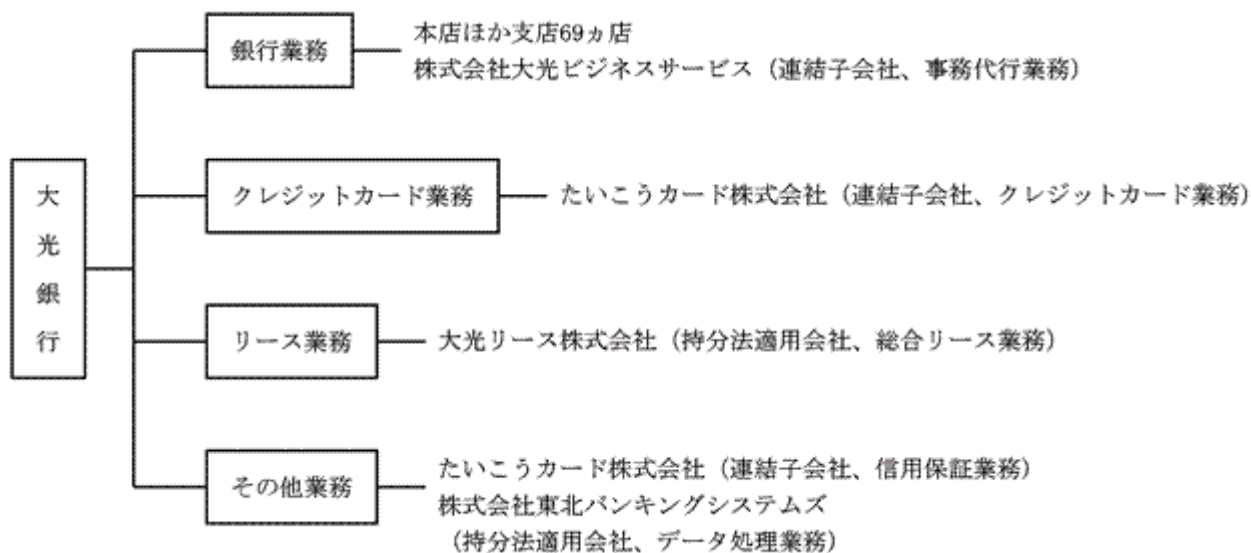 銀行業務
本店ほか支店69ヵ店
株式会社大光ビジネスサービス（連結子会社、事務代行業務）
大光銀行
クレジットカード業務
たいこうカード株式会社（連結子会社、クレジットカード業務）
リース業務
大光リース株式会社（持分法適用会社、総合リース業務）
その他業務
たいこうカード株式会社（連結子会社、信用保証業務）
株式会社東北バンキングシステムズ
（持分法適用会社、データ処理業務）